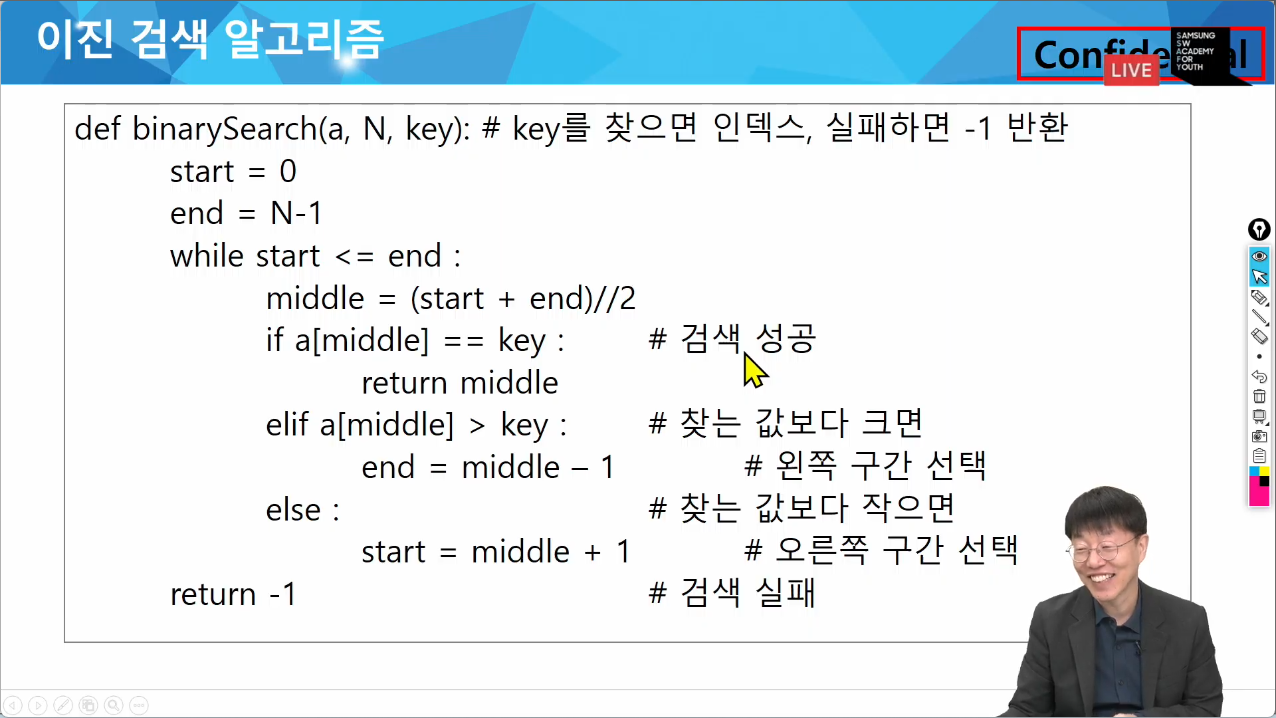 이진 검색 알고리즘
SAMSUNG
SW
ACADEMY
FOR
YOUTH
LIVE
def binarySearch(a, N, key): # key를 찾으면 인덱스, 실패하면 -1 반환
start = 0
end = N-1
while start <= end :
middle = (start + end)//2
if a[middle] == key : # 검색 성공
return middle
elif a[middle] > key : # 찾는 값보다 크면
end = middle – 1 # 왼쪽 구간 선택
else : # 찾는 값보다 작으면
start = middle + 1 # 오른쪽 구간 선택
return -1 # 검색 실패